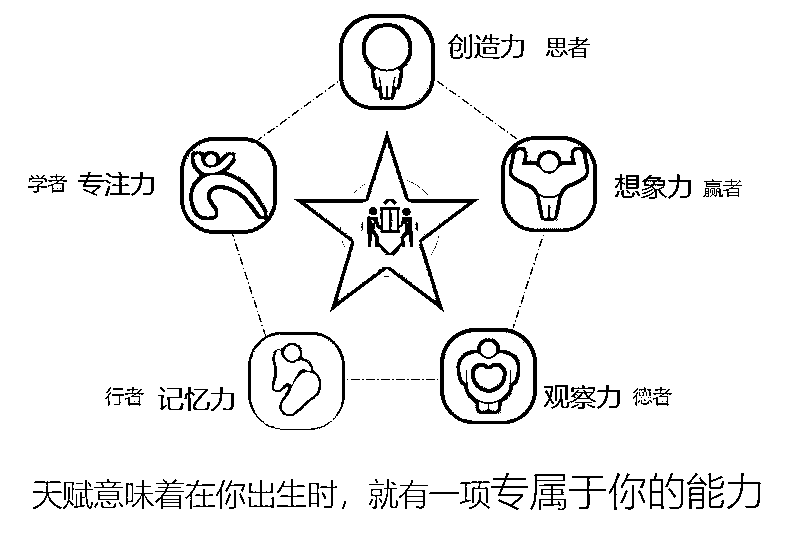 创造力 思者
学者 专注力
想象力 赢者
行者 记忆力
观察力 德者
天赋意味着在你出生时，就有一项专属于你的能力